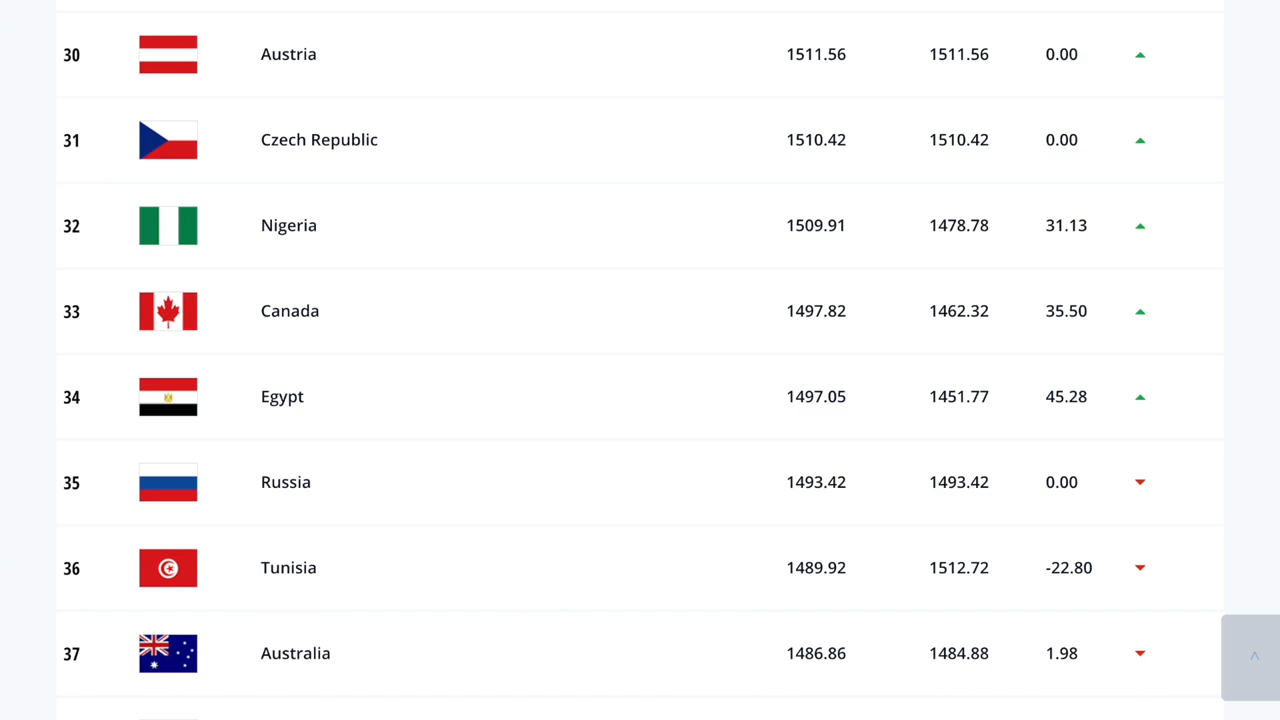 30 Austria 1511.56 1511.56 0.00
31 Czech Republic 1510.42 1510.42 0.00
32 Nigeria 1509.91 1478.78 31.13
33 Canada 1497.82 1462.32 35.50
34 Egypt 1497.05 1451.77 45.28
35 Russia 1493.42 1493.42 0.00
36 Tunisia 1489.92 1512.72 -22.80
37 Australia 1486.86 1484.88 1.98